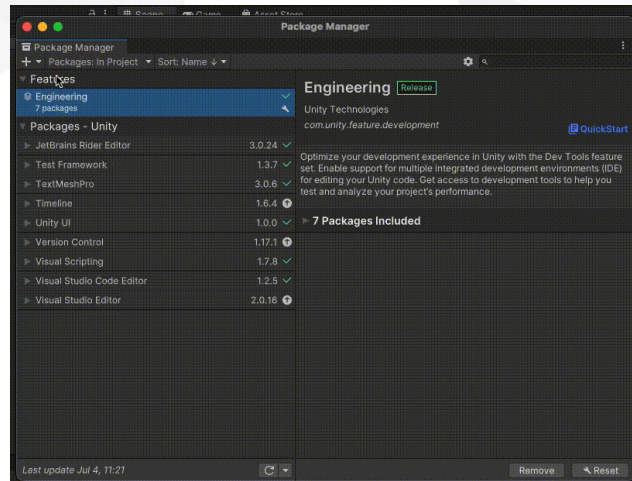 Scene Game Asset Store
Package Manager
Package Manager
+ Packages: In Project Sort: Name ↓
Features
Engineering
7 packages
Packages - Unity
JetBrains Rider Editor 3.0.24
Test Framework 1.3.7
TextMeshPro 3.0.6
Timeline 1.6.4
Unity UI 1.0.0
Version Control 1.17.1
Visual Scripting 1.7.8
Visual Studio Code Editor 1.2.5
Visual Studio Editor 2.0.16
Last update Jul 4, 11:21
Engineering Release
Unity Technologies
com.unity.feature.development
QuickStart
Optimize your development experience in Unity with the Dev Tools feature
set. Enable support for multiple integrated development environments (IDE)
for editing your Unity code. Get access to development tools to help you
test and analyze your project's performance.
7 Packages Included
Remove Reset